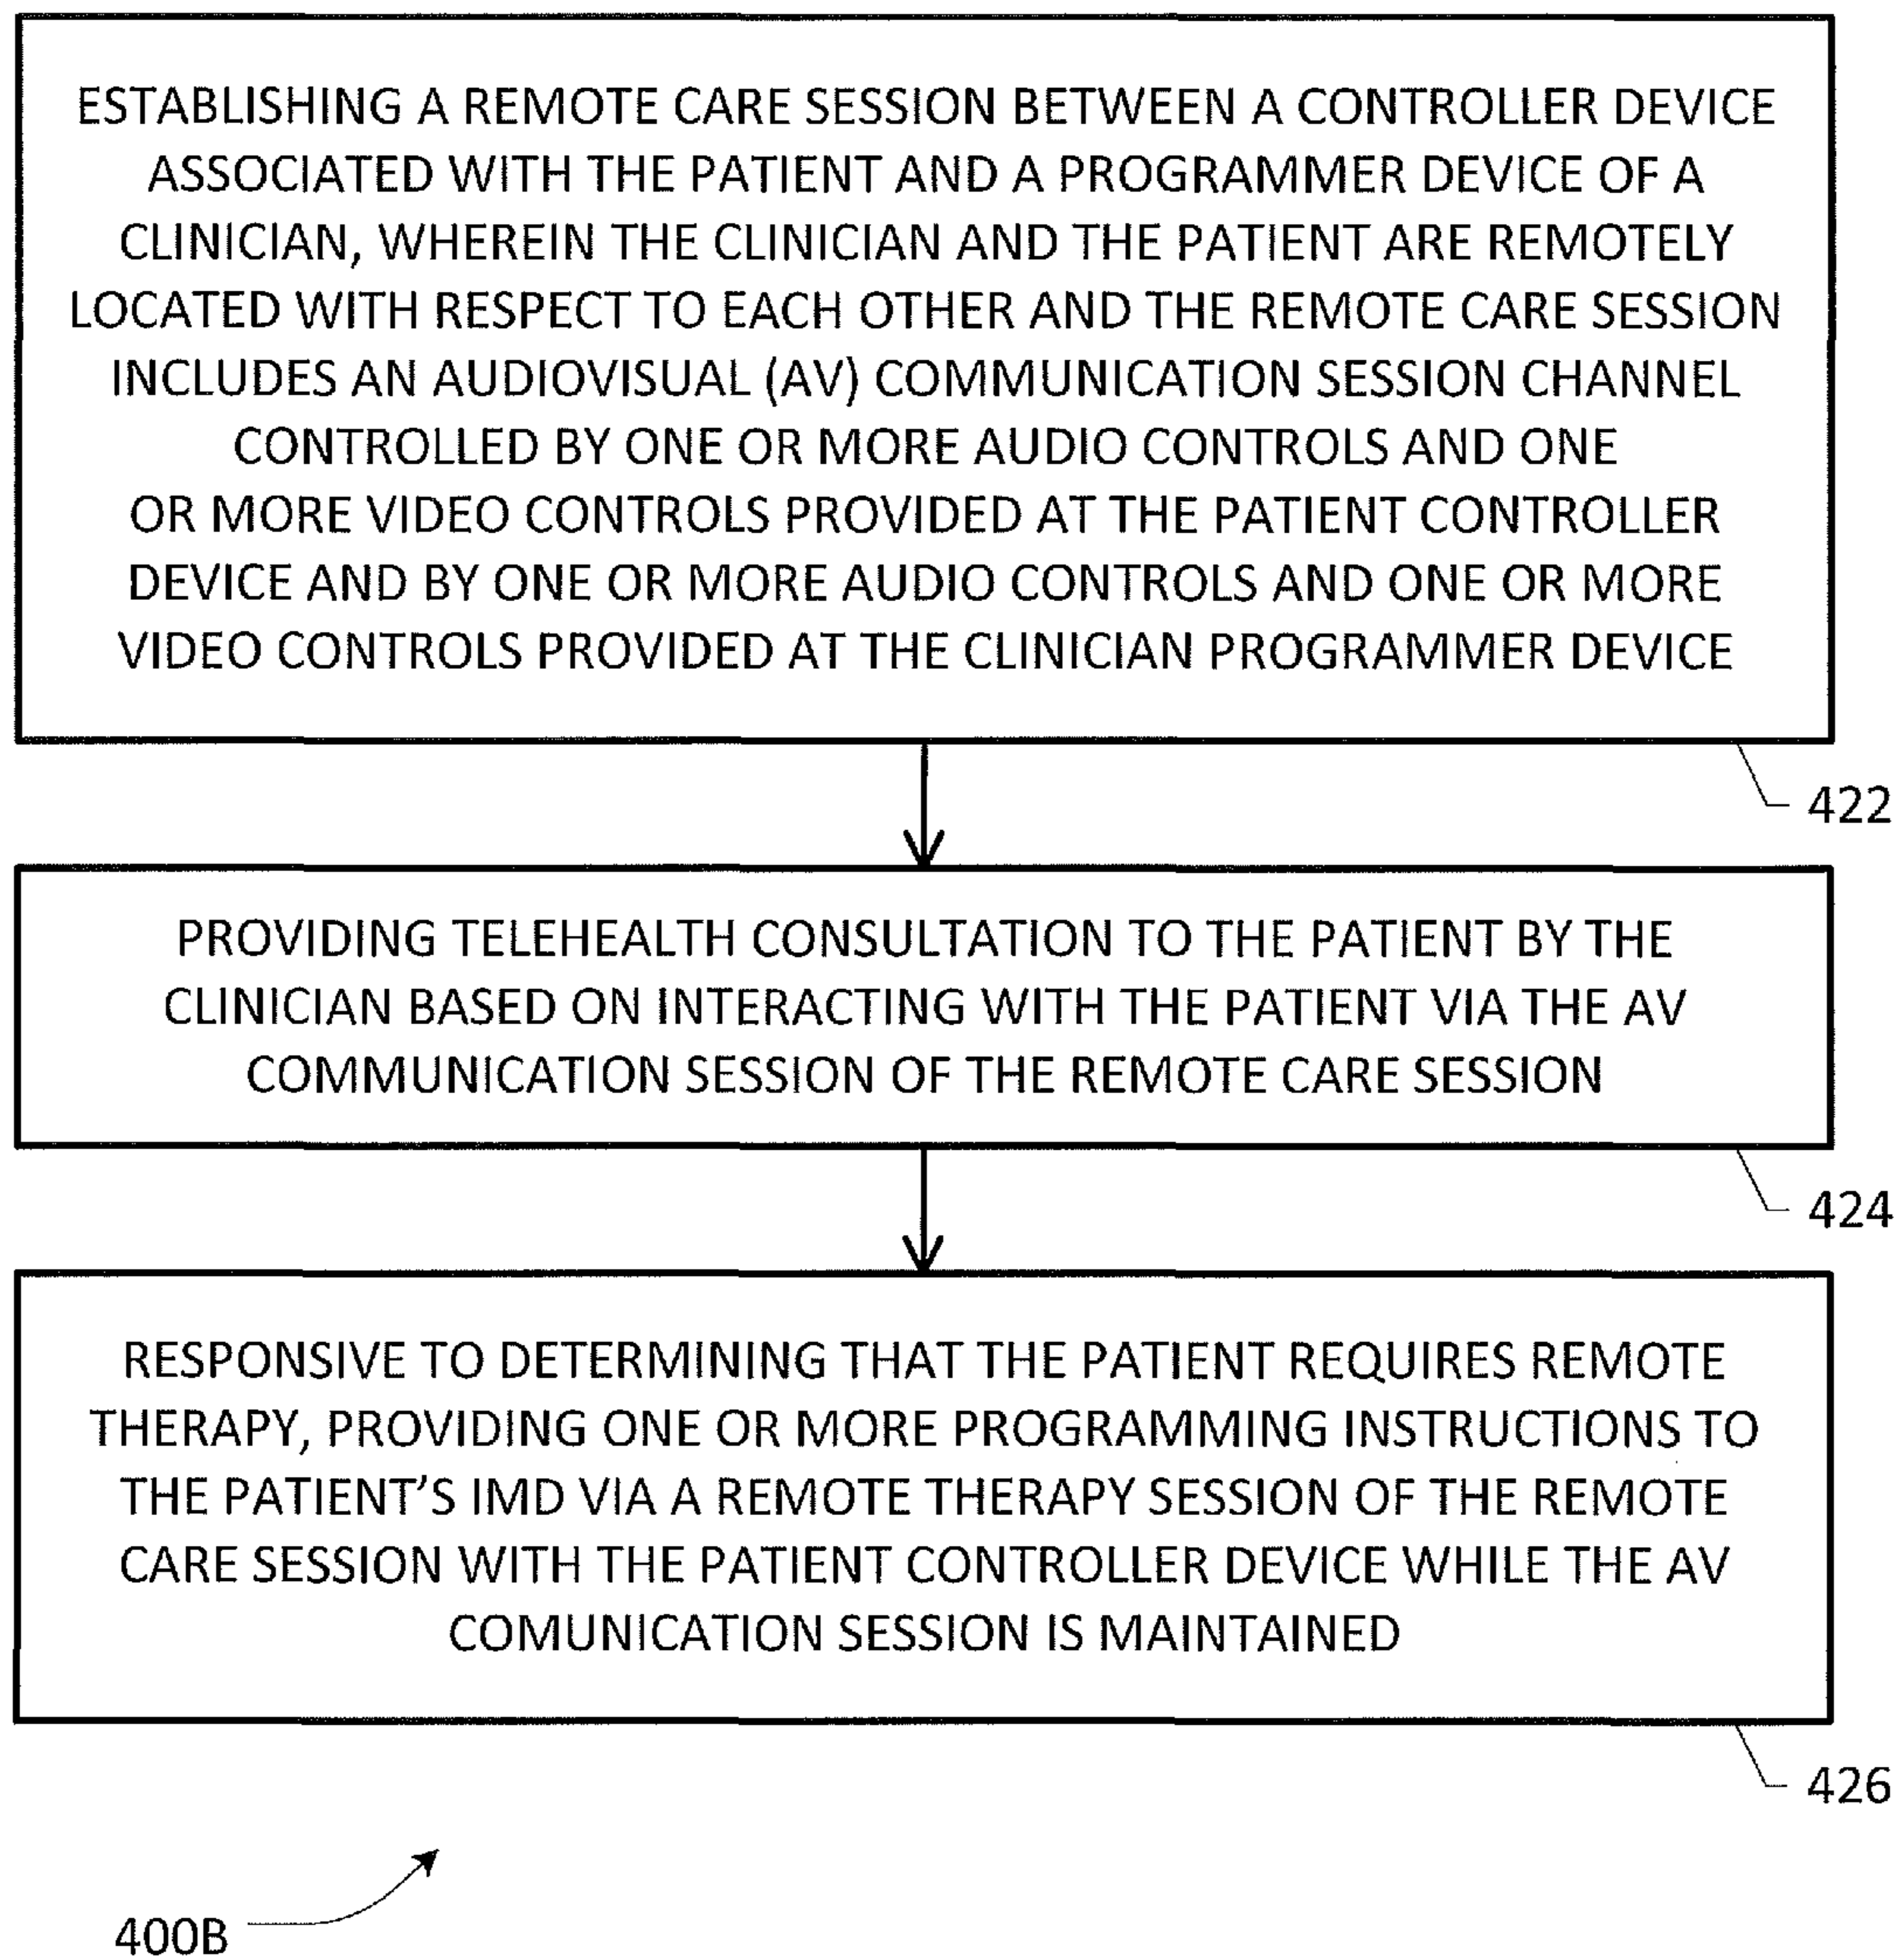 ESTABLISHING A REMOTE CARE SESSION BETWEEN A CONTROLLER DEVICE
ASSOCIATED WITH THE PATIENT AND A PROGRAMMER DEVICE OF A
CLINICIAN, WHEREIN THE CLINICIAN AND THE PATIENT ARE REMOTELY
LOCATED WITH RESPECT TO EACH OTHER AND THE REMOTE CARE SESSION
INCLUDES AN AUDIOVISUAL (AV) COMMUNICATION SESSION CHANNEL
CONTROLLED BY ONE OR MORE AUDIO CONTROLS AND ONE
OR MORE VIDEO CONTROLS PROVIDED AT THE PATIENT CONTROLLER
DEVICE AND BY ONE OR MORE AUDIO CONTROLS AND ONE OR MORE
VIDEO CONTROLS PROVIDED AT THE CLINICIAN PROGRAMMER DEVICE
422
PROVIDING TELEHEALTH CONSULTATION TO THE PATIENT BY THE
CLINICIAN BASED ON INTERACTING WITH THE PATIENT VIA THE AV
COMMUNICATION SESSION OF THE REMOTE CARE SESSION
424
RESPONSIVE TO DETERMINING THAT THE PATIENT REQUIRES REMOTE
THERAPY, PROVIDING ONE OR MORE PROGRAMMING INSTRUCTIONS TO
THE PATIENT'S IMD VIA A REMOTE THERAPY SESSION OF THE REMOTE
CARE SESSION WITH THE PATIENT CONTROLLER DEVICE WHILE THE AV
COMUNICATION SESSION IS MAINTAINED
426
400B